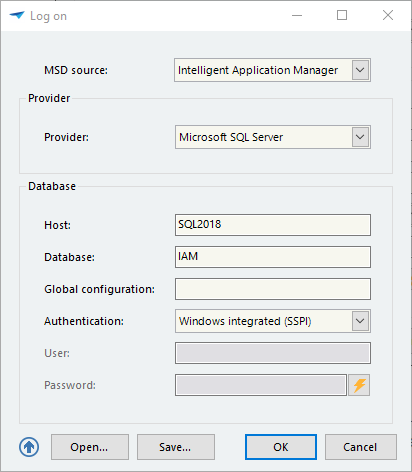 Log on
MSD source: Intelligent Application Manager
Provider
Provider: Microsoft SQL Server
Database
Host: SQL2018
Database: IAM
Global configuration:
Authentication: Windows integrated (SSPI)
User:
Password:
Open... Save... OK Cancel